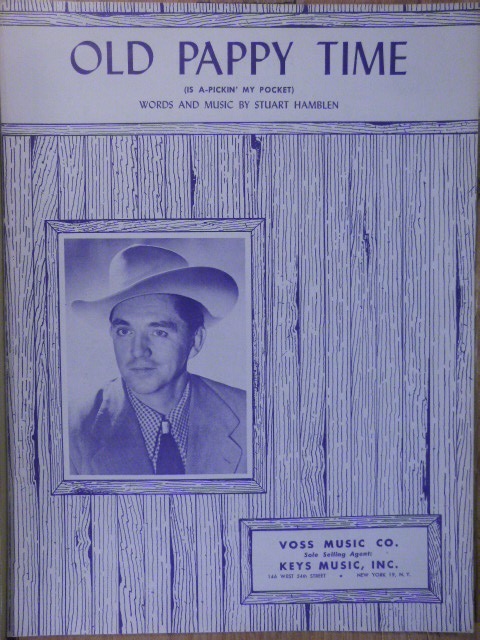 OLD PAPPY TIME
(IS A-PICKIN' MY POCKET)
WORDS AND MUSIC BY STUART HAMBLEN
VOSS MUSIC CO.
Sole Selling Agent:
KEYS MUSIC, INC.
146 WEST 54th STREET • NEW YORK 19, N. Y.